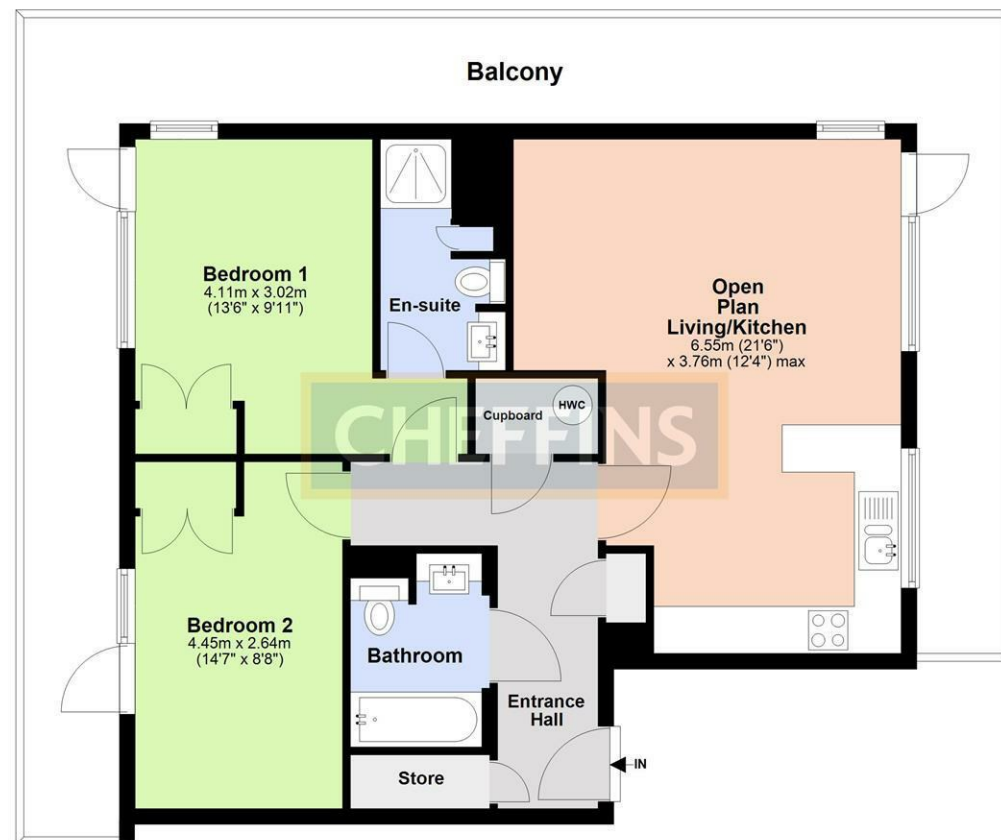 Balcony
Bedroom 1
4.11m x 3.02m
(13'6" x 9'11")
En-suite
Open
Plan
Living/Kitchen
6.55m (21'6")
x 3.76m (12'4") max
Cupboard
HWC
CHEFFINS
Bedroom 2
4.45m x 2.64m
(14'7" x 8'8")
Bathroom
Entrance
Hall
Store
IN